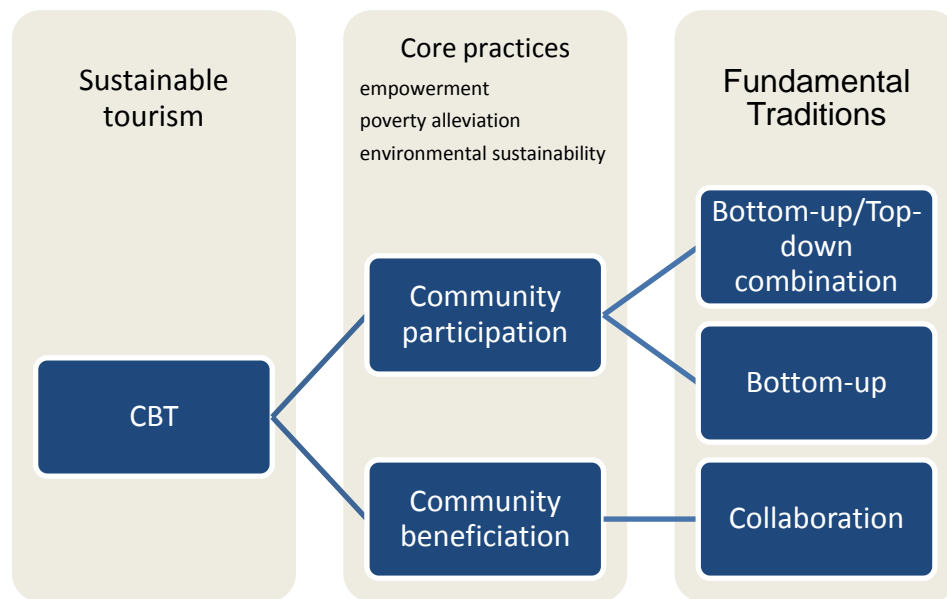 Sustainable
tourism
CBT
Core practices
empowerment
poverty alleviation
environmental sustainability
Community
participation
Community
beneficiation
Fundamental
Traditions
Bottom-up/Top-
down
combination
Bottom-up
Collaboration